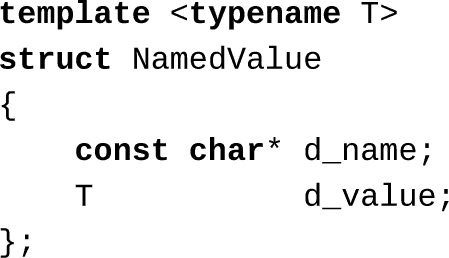 template <typename T>
struct NamedValue
{
    const char* d_name;
    T           d_value;
};